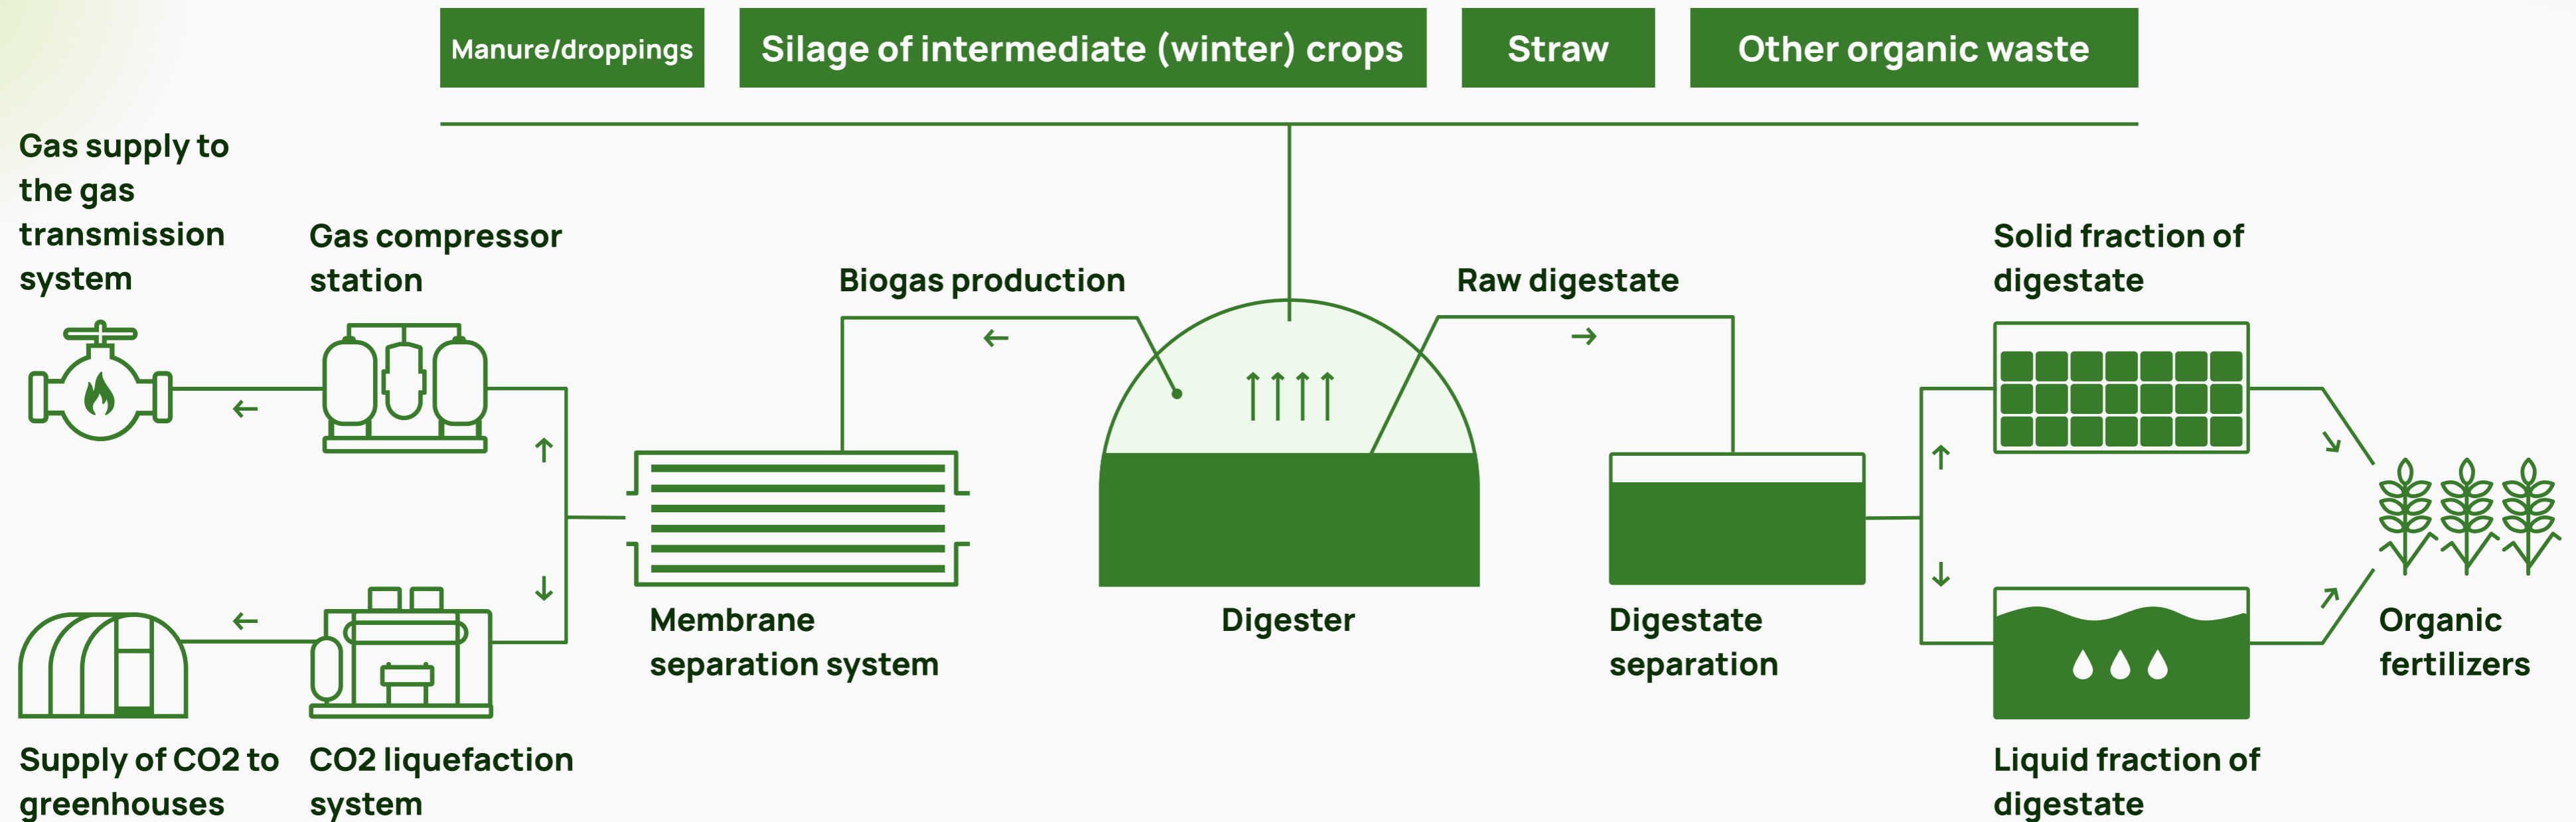 Manure/droppings
Silage of intermediate (winter) crops
Straw
Other organic waste
Gas supply to
the gas
transmission
system
Gas compressor
station
Biogas production
Raw digestate
Solid fraction of
digestate
Membrane
separation system
Digester
Digestate
separation
Organic
fertilizers
Supply of CO2 to
greenhouses
CO2 liquefaction
system
Liquid fraction of
digestate